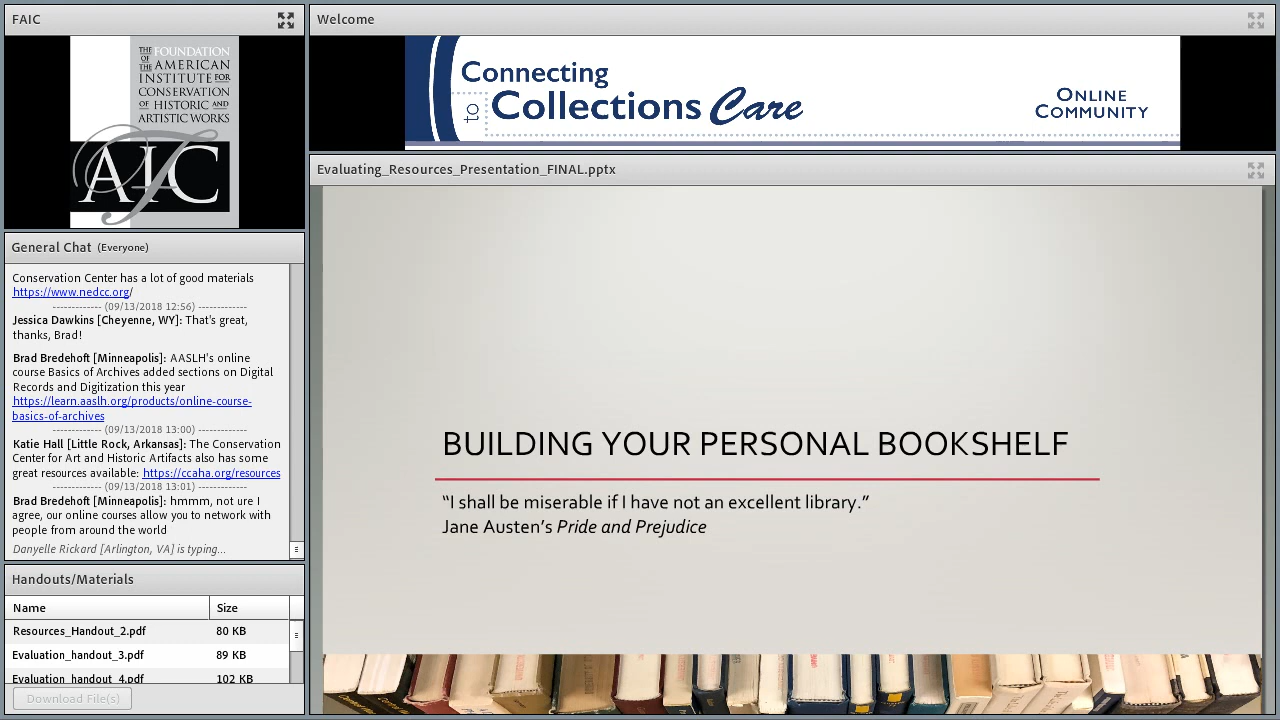 FAIC
THE FOUNDATION
OF THE AMERICAN
INSTITUTE FOR
CONSERVATION
OF HISTORIC AND
ARTISTIC WORKS
FAIC
General Chat (Everyone)
Conservation Center has a lot of good materials
https://www.nedcc.org/
------------- (09/13/2018 12:56) -------------
Jessica Dawkins [Cheyenne, WY]: That's great,
thanks, Brad!
Brad Bredehoft [Minneapolis]: AASLH's online
course Basics of Archives added sections on Digital
Records and Digitization this year
https://learn.aaslh.org/products/online-course-
basics-of-archives
------------- (09/13/2018 13:00) -------------
Katie Hall [Little Rock, Arkansas]: The Conservation
Center for Art and Historic Artifacts also has some
great resources available: https://ccaha.org/resources
------------- (09/13/2018 13:01) -------------
Brad Bredehoft [Minneapolis]: hmmm, not ure I
agree, our online courses allow you to network with
people from around the world
Danyelle Rickard [Arlington, VA] is typing...
Handouts/Materials
Name Size
Resources_Handout_2.pdf 80 KB
Evaluation_handout_3.pdf 89 KB
Evaluation_handout_4.pdf 102 KB
Download File(s)
Welcome
Connecting
to Collections Care
ONLINE
COMMUNITY
Evaluating_Resources_Presentation_FINAL.pptx
BUILDING YOUR PERSONAL BOOKSHELF
“I shall be miserable if I have not an excellent library.”
Jane Austen’s Pride and Prejudice